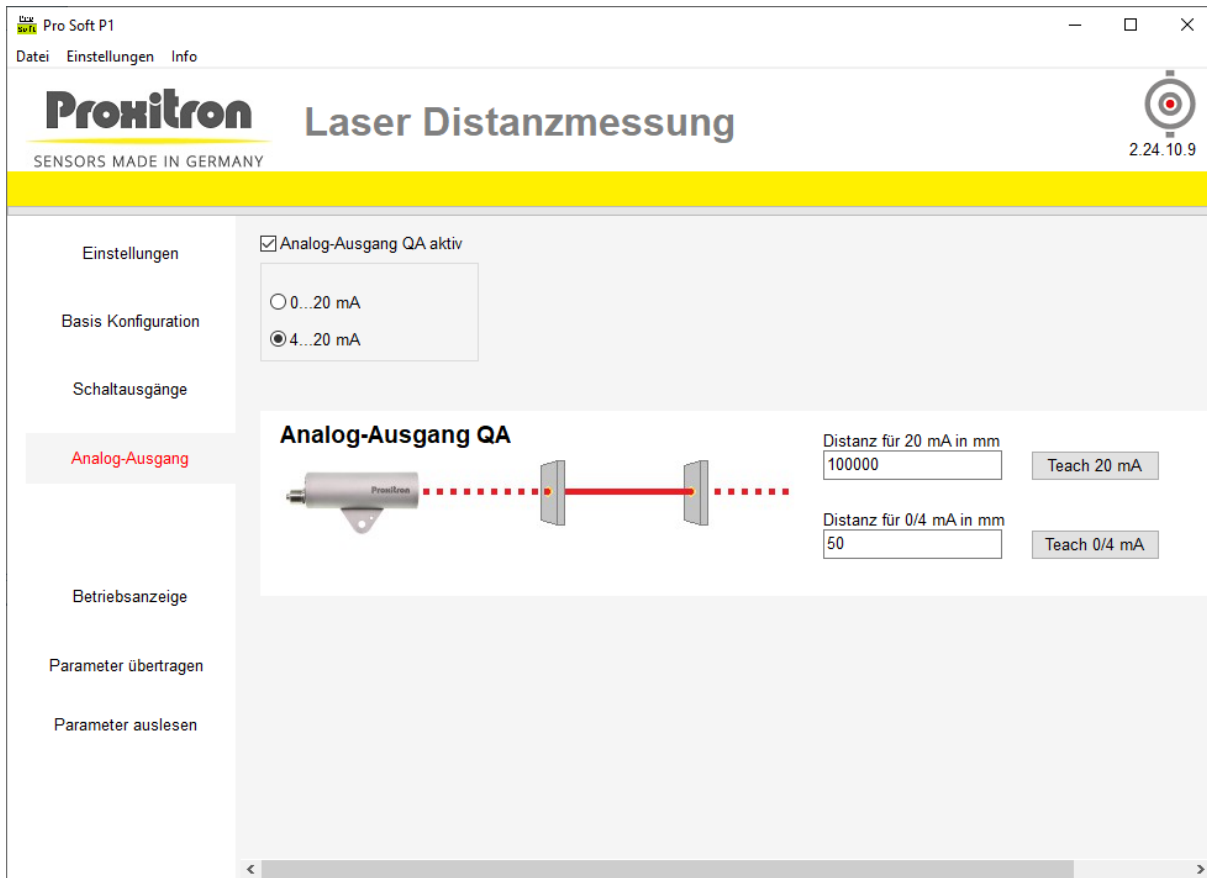 Pro Soft P1
Datei Einstellungen Info
Proxitron
SENSORS MADE IN GERMANY
Laser Distanzmessung
2.24.10.9
Einstellungen
Basis Konfiguration
Schaltausgänge
Analog-Ausgang
Betriebsanzeige
Parameter übertragen
Parameter auslesen
Analog-Ausgang QA aktiv
0...20 mA
4...20 mA
Analog-Ausgang QA
Proxitron
Distanz für 20 mA in mm
100000
Teach 20 mA
Distanz für 0/4 mA in mm
50
Teach 0/4 mA